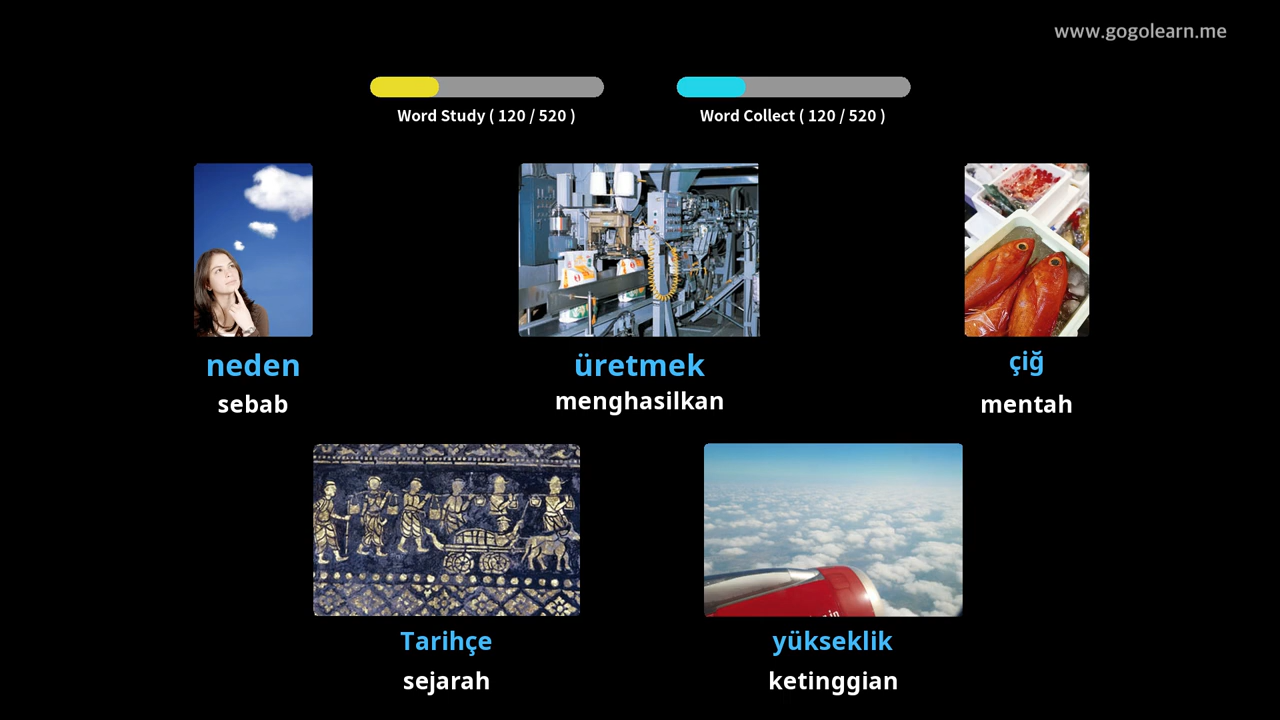 www.gogolearn.me
Word Study ( 120 / 520 )
Word Collect ( 120 / 520 )
neden
sebab
üretmek
menghasilkan
çiğ
mentah
Tarihçe
sejarah
yükseklik
ketinggian